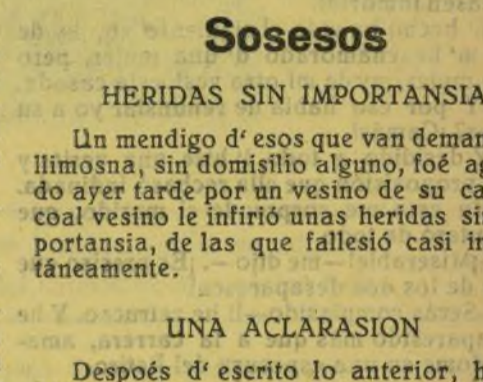 Sosesos
HERIDAS SIN IMPORTANSIA
Un mendigo d' esos que van deman
llimosna, sin domisilio alguno, foé ag
do ayer tarde por un vesino de su ca
coal vesino le infirió unas heridas si
portansia, de las que fallesió casi in
táneamente.
UNA ACLARASION
Despoés d' escrito lo anterior, h